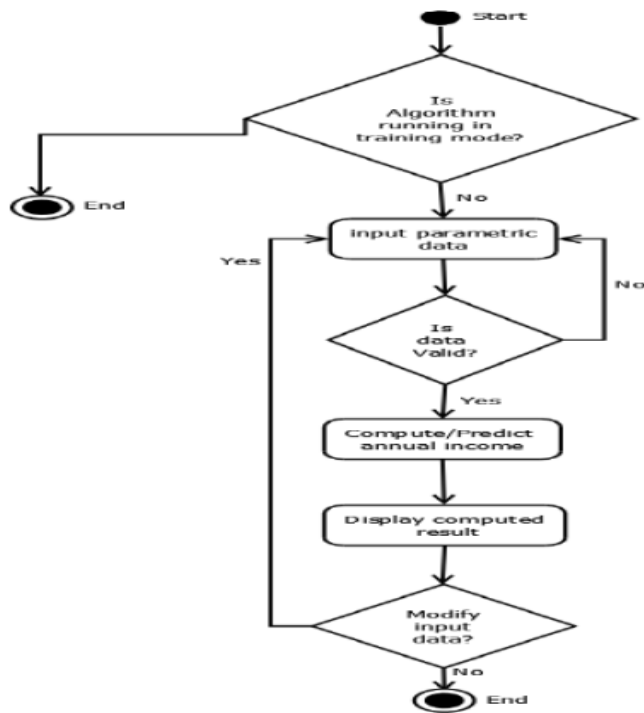 Start
Is
Algorithm
running in
training mode?
End
No
Input parametric
data
Yes
No
Is
data
Valid?
Yes
Compute/Predict
annual income
Display computed
result
Modify
input
data?
No
End